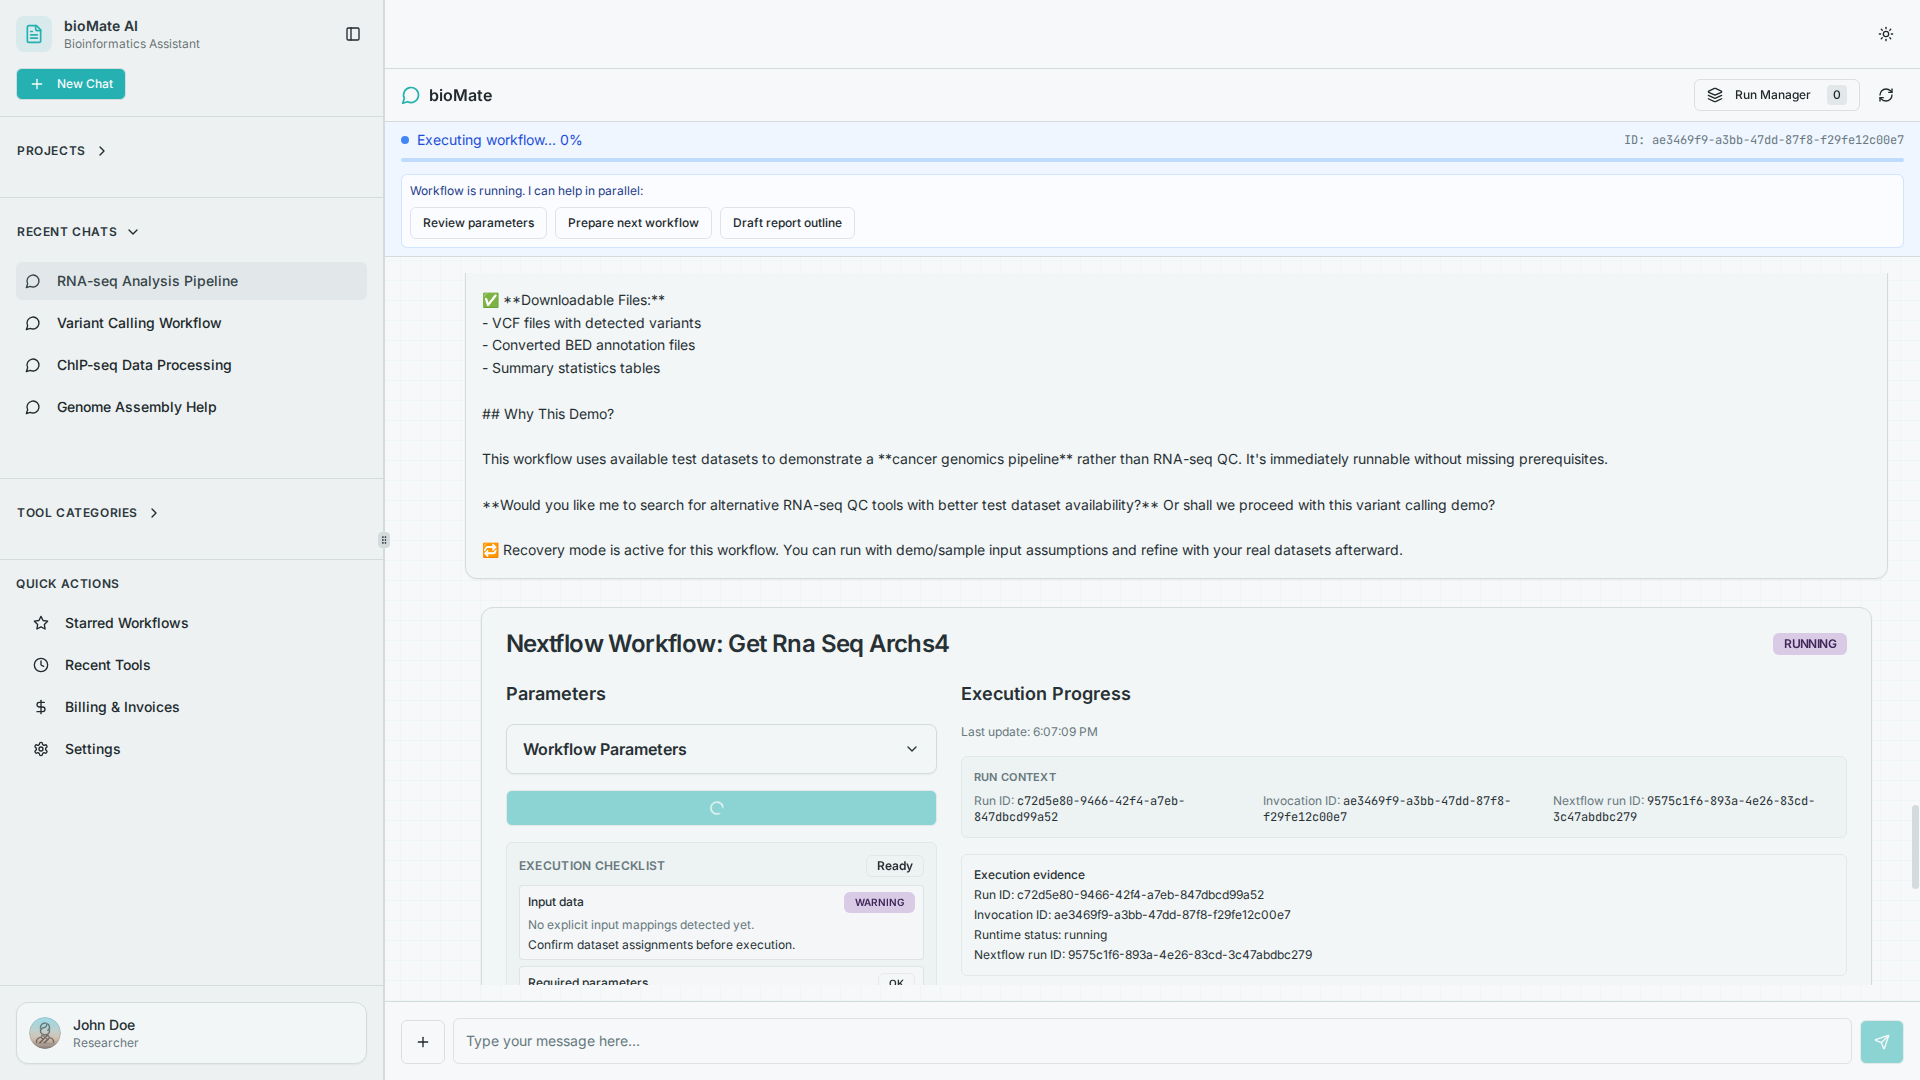 bioMate AI
Bioinformatics Assistant
New Chat
PROJECTS
RECENT CHATS
RNA-seq Analysis Pipeline
Variant Calling Workflow
ChIP-seq Data Processing
Genome Assembly Help
TOOL CATEGORIES
QUICK ACTIONS
Starred Workflows
Recent Tools
Billing & Invoices
Settings
John Doe
Researcher
bioMate
Run Manager 0
Executing workflow... 0%
ID: ae3469f9-a3bb-47dd-87f8-f29fe12c00e7
Workflow is running. I can help in parallel:
Review parameters
Prepare next workflow
Draft report outline
✅ **Downloadable Files:**
- VCF files with detected variants
- Converted BED annotation files
- Summary statistics tables
## Why This Demo?
This workflow uses available test datasets to demonstrate a **cancer genomics pipeline** rather than RNA-seq QC. It's immediately runnable without missing prerequisites.
**Would you like me to search for alternative RNA-seq QC tools with better test dataset availability?** Or shall we proceed with this variant calling demo?
🔁 Recovery mode is active for this workflow. You can run with demo/sample input assumptions and refine with your real datasets afterward.
Nextflow Workflow: Get Rna Seq Archs4
RUNNING
Parameters
Workflow Parameters
EXECUTION CHECKLIST
Ready
Input data
WARNING
No explicit input mappings detected yet.
Confirm dataset assignments before execution.
Required parameters
OK
Execution Progress
Last update: 6:07:09 PM
RUN CONTEXT
Run ID: c72d5e80-9466-42f4-a7eb-
847dbcd99a52
Invocation ID: ae3469f9-a3bb-47dd-87f8-
f29fe12c00e7
Nextflow run ID: 9575c1f6-893a-4e26-83cd-
3c47abdbc279
Execution evidence
Run ID: c72d5e80-9466-42f4-a7eb-847dbcd99a52
Invocation ID: ae3469f9-a3bb-47dd-87f8-f29fe12c00e7
Runtime status: running
Nextflow run ID: 9575c1f6-893a-4e26-83cd-3c47abdbc279
Type your message here...